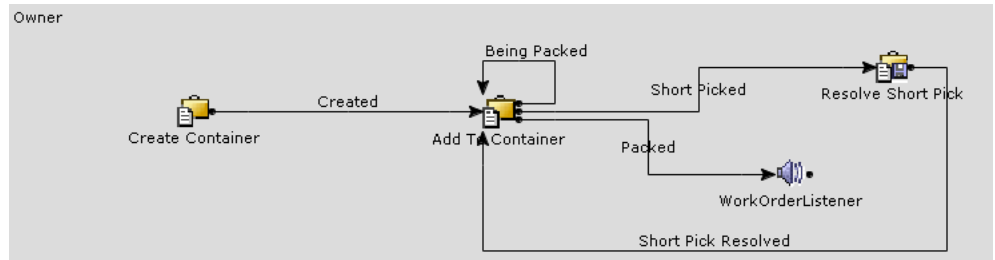 Owner
Being Packed
Short Picked
Resolve Short Pick
Created
Create Container
Add To Container
Packed
WorkOrderListener
Short Pick Resolved